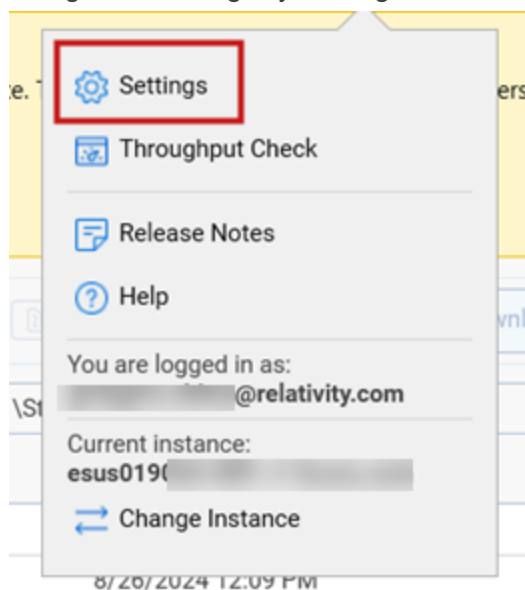 Settings
Throughput Check
Release Notes
Help
You are logged in as:
@relativity.com
\St
Current instance:
esus019
Change Instance
8/26/2024 12:09 PM